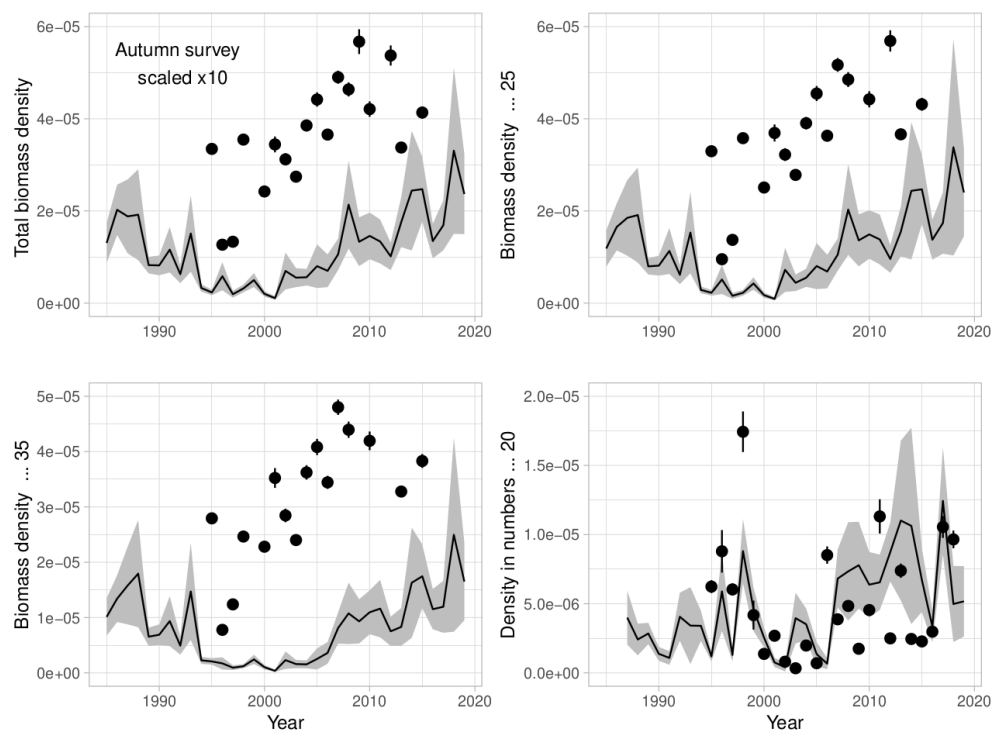 Total biomass density
6e−05
4e−05
2e−05
0e+00
Autumn survey
scaled x10
1990 2000 2010 2020
Biomass density ... 25
6e−05
4e−05
2e−05
0e+00
1990 2000 2010 2020
Biomass density ... 35
5e−05
4e−05
3e−05
2e−05
1e−05
0e+00
1990 2000 2010 2020
Year
Density in numbers ... 20
2.0e−05
1.5e−05
1.0e−05
5.0e−06
0.0e+00
1990 2000 2010 2020
Year